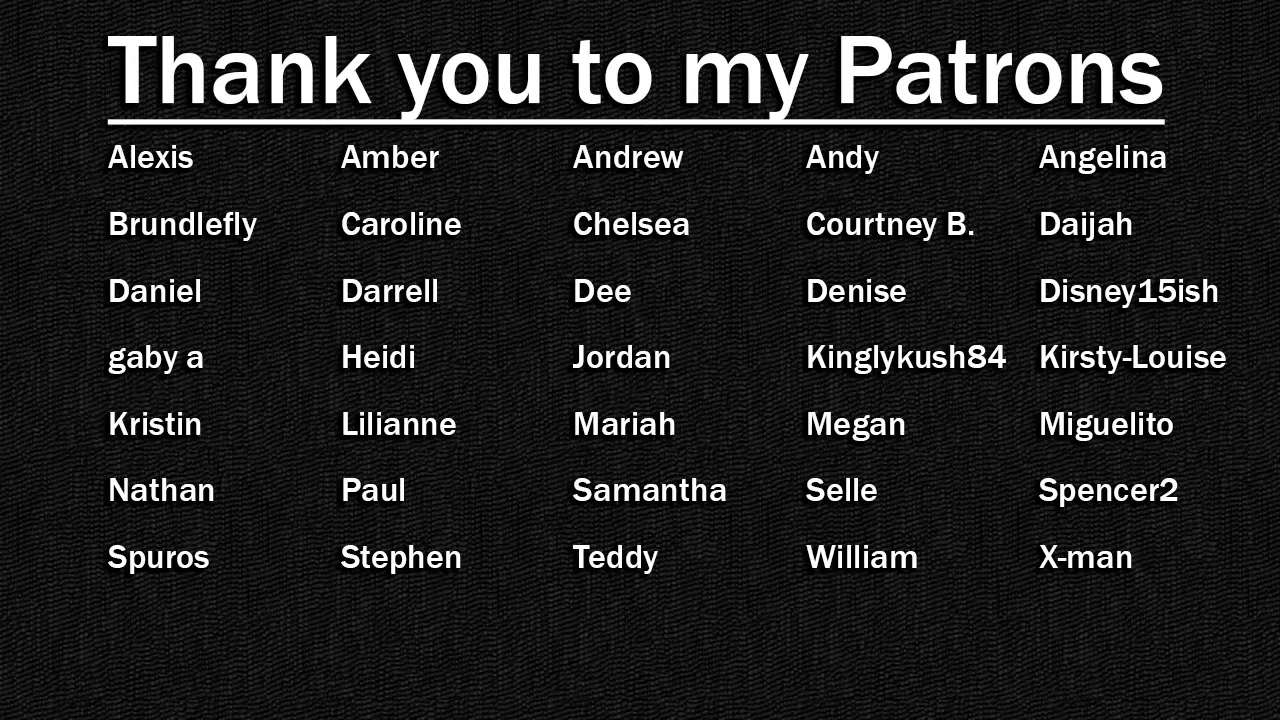 Thank you to my Patrons
Alexis Amber Andrew Andy Angelina
Brundlefly Caroline Chelsea Courtney B. Daijah
Daniel Darrell Dee Denise Disney15ish
gaby a Heidi Jordan Kinglykush84 Kirsty-Louise
Kristin Lilianne Mariah Megan Miguelito
Nathan Paul Samantha Selle Spencer2
Spuros Stephen Teddy William X-man